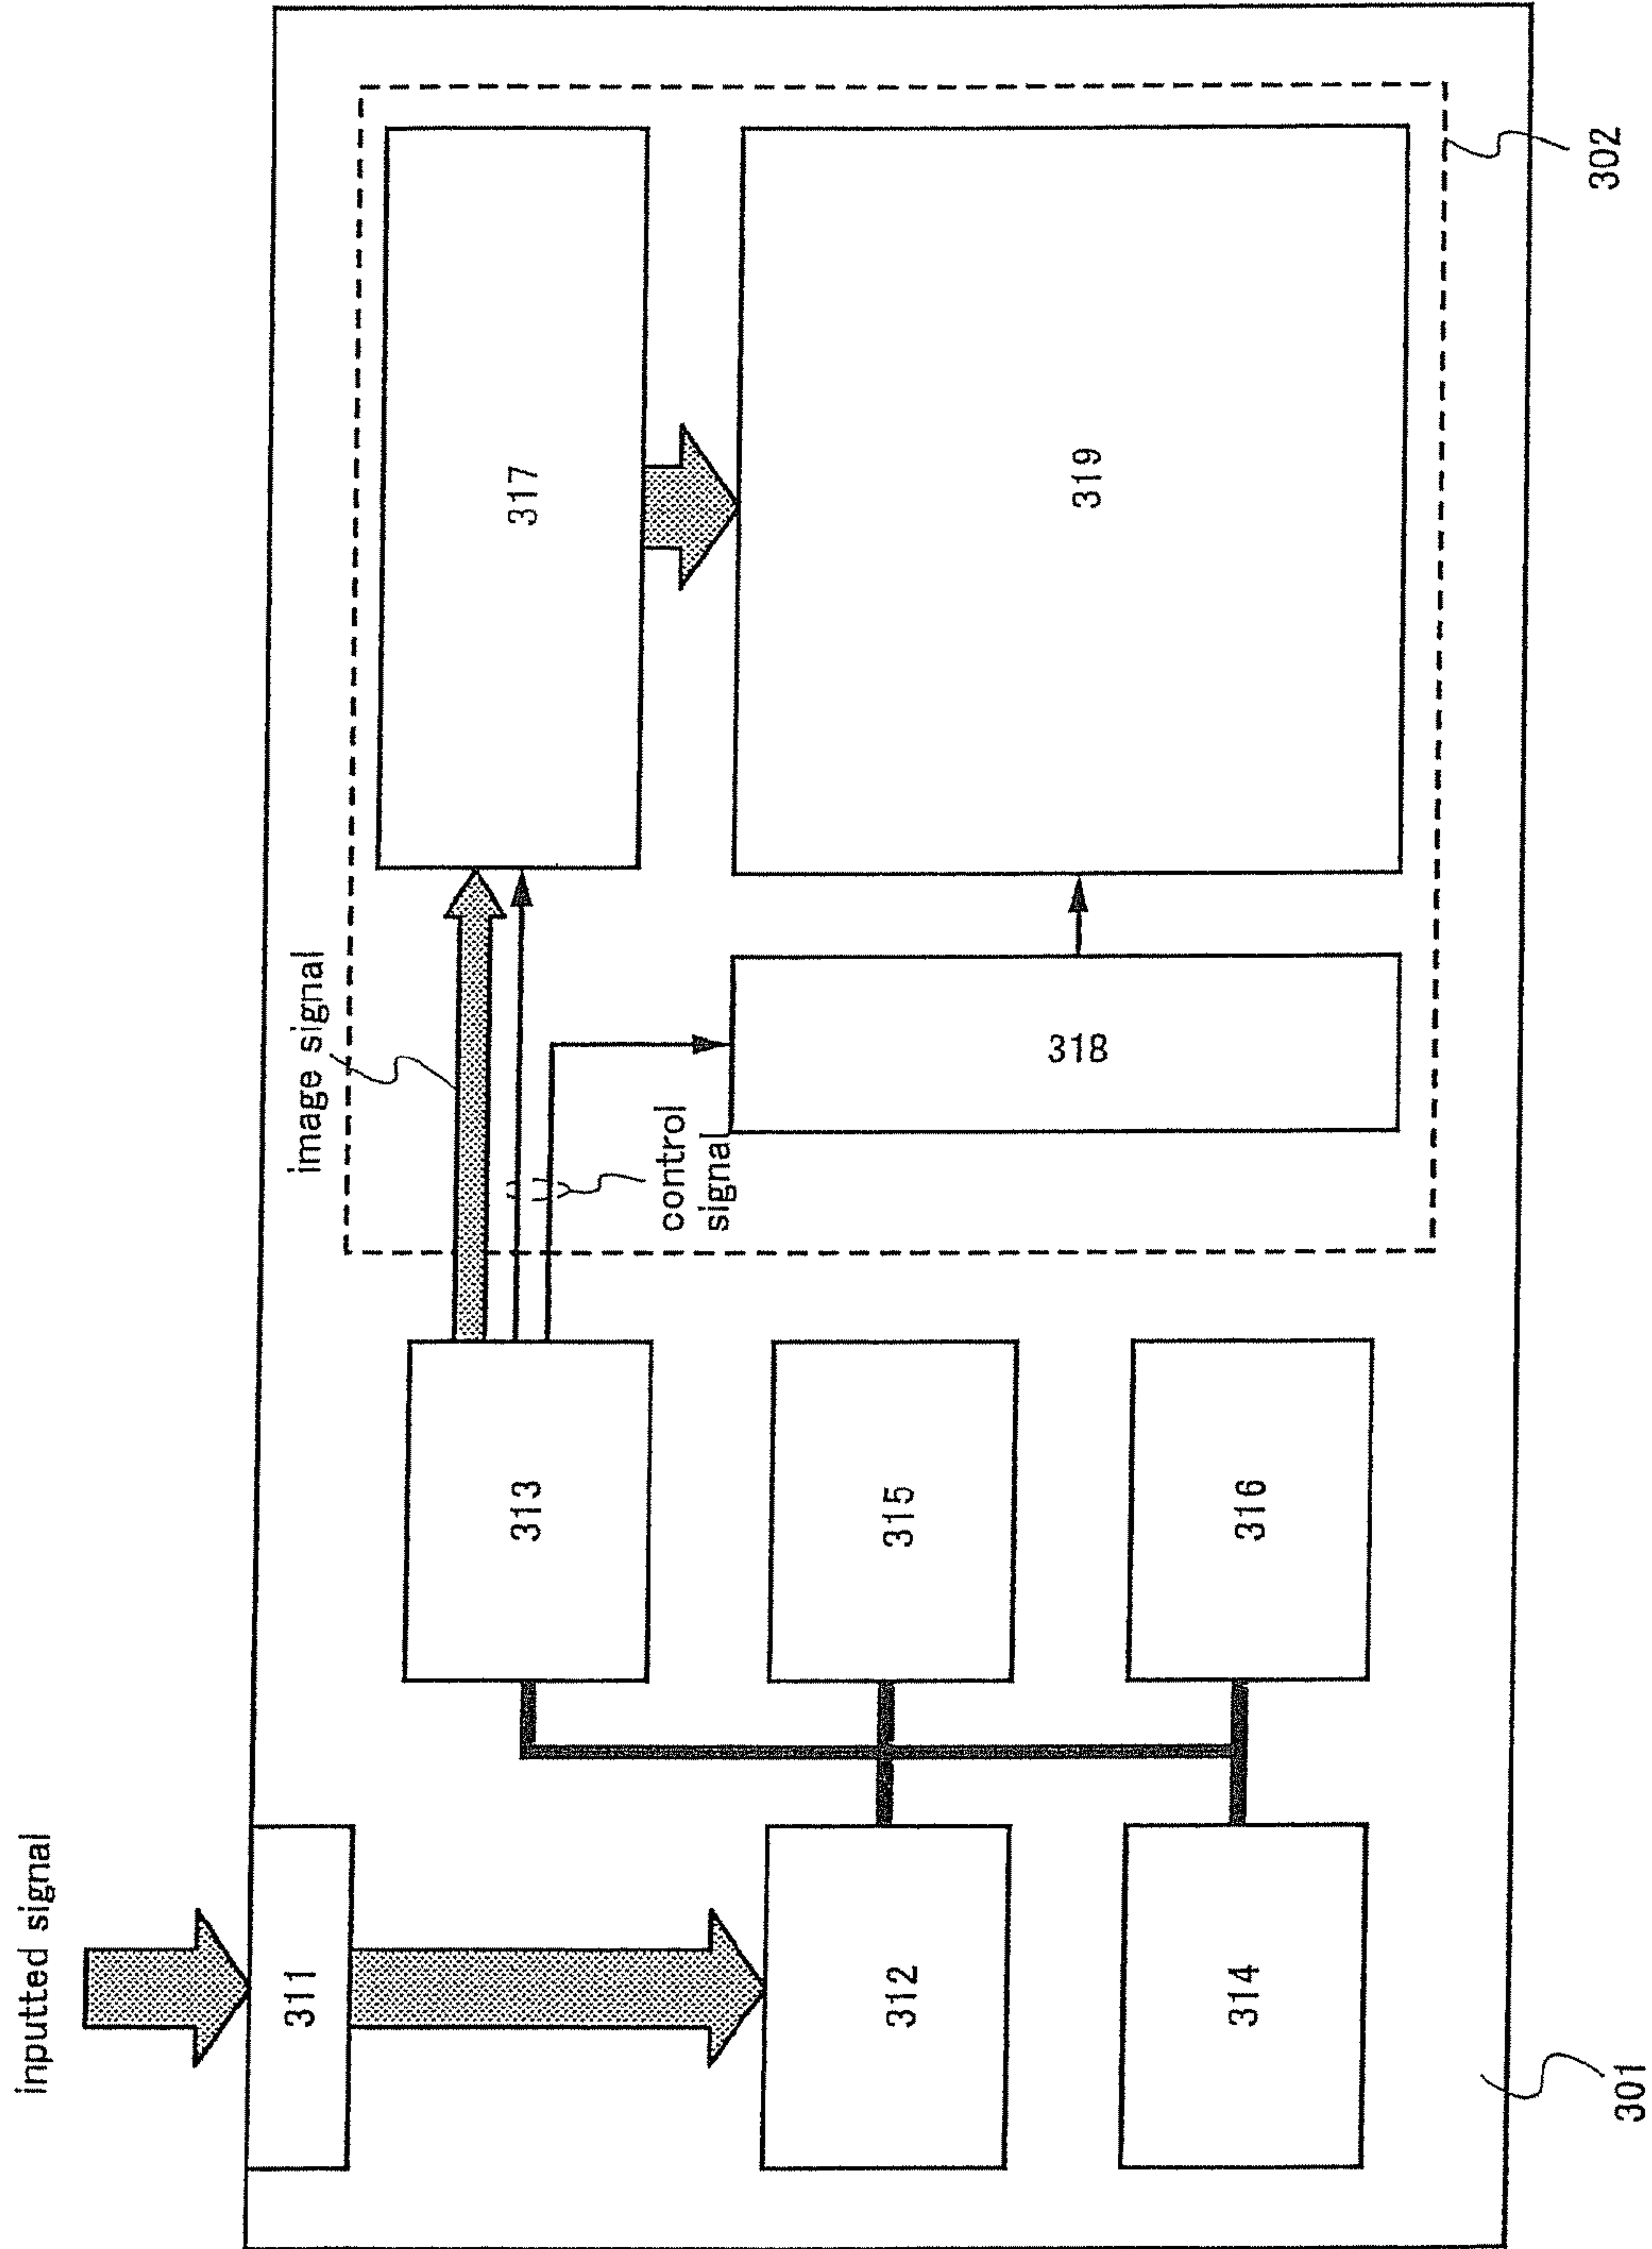 inputted signal
311
312
314
313
315
316
image signal
control
signal
317
318
319
301
302